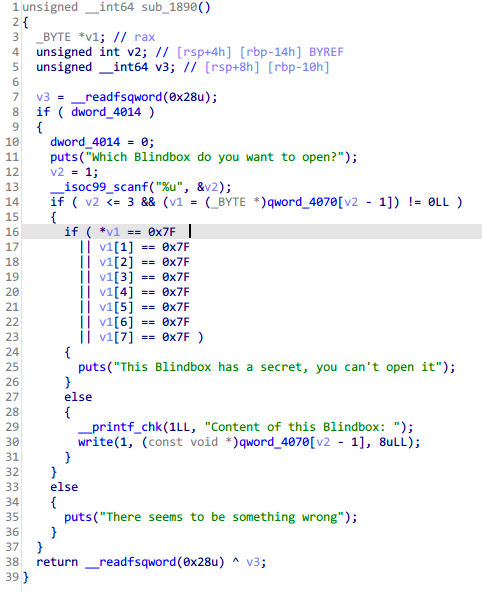 1 unsigned __int64 sub_1890()
2 {
3   _BYTE *v1; // rax
4   unsigned int v2; // [rsp+4h] [rbp-14h] BYREF
5   unsigned __int64 v3; // [rsp+8h] [rbp-10h]
6
7   v3 = __readfsqword(0x28u);
8   if ( dword_4014 )
9   {
10     dword_4014 = 0;
11     puts("Which Blindbox do you want to open?");
12     v2 = 1;
13     __isoc99_scanf("%u", &v2);
14     if ( v2 <= 3 && (v1 = (_BYTE *)qword_4070[v2 - 1]) != 0LL )
15     {
16       if ( *v1 == 0x7F
17         || v1[1] == 0x7F
18         || v1[2] == 0x7F
19         || v1[3] == 0x7F
20         || v1[4] == 0x7F
21         || v1[5] == 0x7F
22         || v1[6] == 0x7F
23         || v1[7] == 0x7F )
24       {
25         puts("This Blindbox has a secret, you can't open it");
26       }
27       else
28       {
29         __printf_chk(1LL, "Content of this Blindbox: ");
30         write(1, (const void *)qword_4070[v2 - 1], 8uLL);
31       }
32     }
33     else
34     {
35       puts("There seems to be something wrong");
36     }
37   }
38   return __readfsqword(0x28u) ^ v3;
39 }